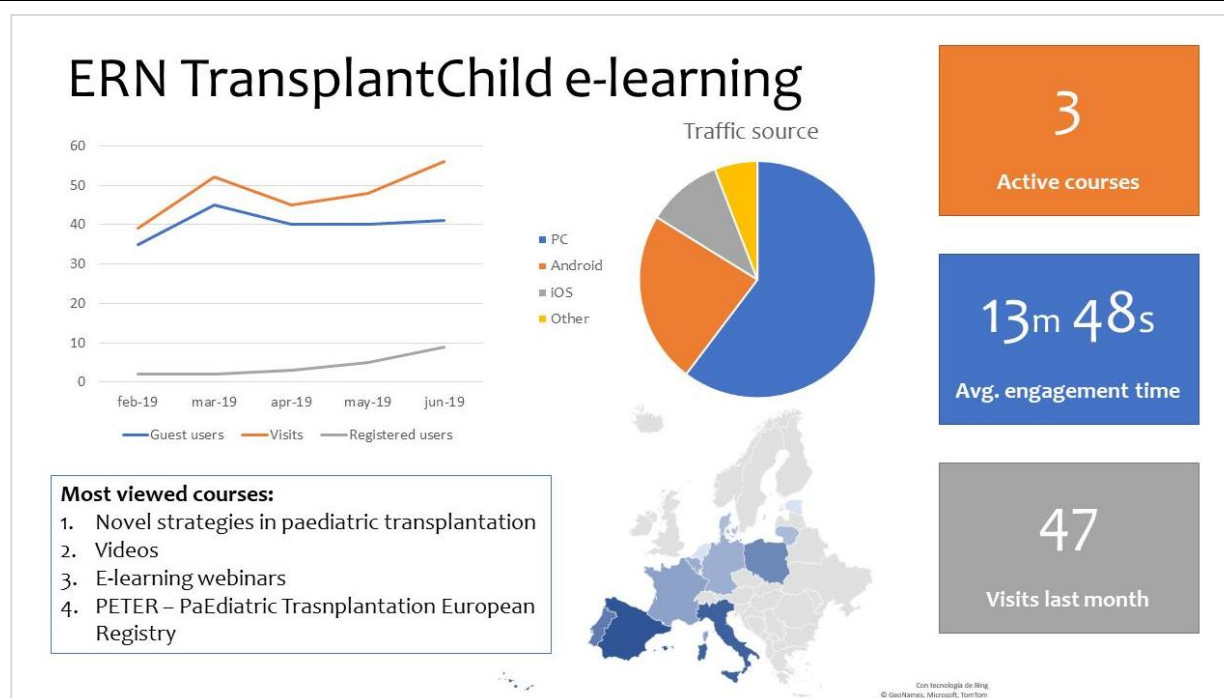 ERN TransplantChild e-learning
60
50
40
30
20
10
0
feb-19 mar-19 apr-19 may-19 jun-19
Guest users Visits Registered users
Traffic source
PC
Android
iOS
Other
3
Active courses
13m 48s
Avg. engagement time
47
Visits last month
Most viewed courses:
1. Novel strategies in paediatric transplantation
2. Videos
3. E-learning webinars
4. PETER – PaEdiatric Trasnplantation European
Registry
Con tecnología de Bing
© GeoNames, Microsoft, TomTom